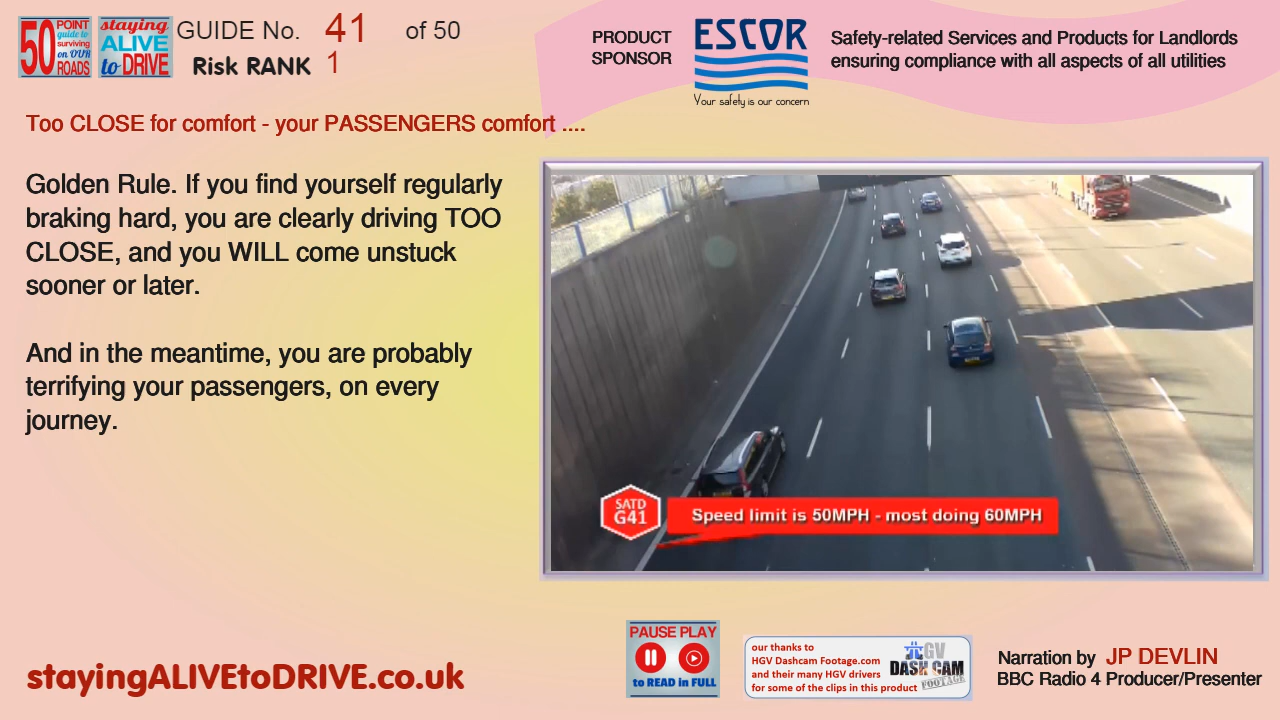 50 POINT
guide to
surviving
on OUR
ROADS
staying
ALIVE
to DRIVE
GUIDE No. 41 of 50
Risk RANK 1
PRODUCT
SPONSOR
ESCOR
Your safety is our concern
Safety-related Services and Products for Landlords
ensuring compliance with all aspects of all utilities
Too CLOSE for comfort - your PASSENGERS comfort ....
Golden Rule. If you find yourself regularly
braking hard, you are clearly driving TOO
CLOSE, and you WILL come unstuck
sooner or later.
And in the meantime, you are probably
terrifying your passengers, on every
journey.
SATD
G41
Speed limit is 50MPH - most doing 60MPH
stayingALIVEtoDRIVE.co.uk
PAUSE PLAY
to READ in FULL
our thanks to
HGV Dashcam Footage.com
and their many HGV drivers
for some of the clips in this product
HGV
DASH CAM
FOOTAGE
Narration by JP DEVLIN
BBC Radio 4 Producer/Presenter